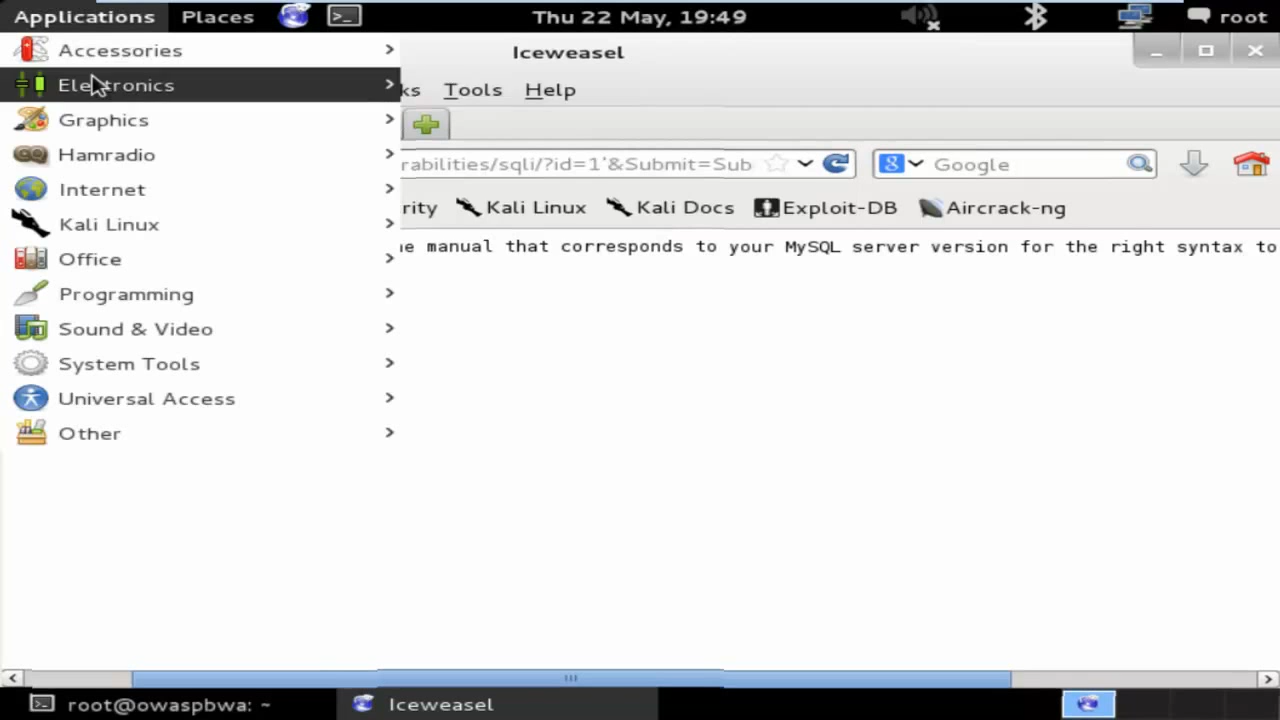 Applications Places Thu 22 May, 19:49 root
Accessories
Electronics
Graphics
Hamradio
Internet
Kali Linux
Office
Programming
Sound & Video
System Tools
Universal Access
Other
Iceweasel
ks Tools Help
rabilities/sqli/?id=1'&Submit=Sub Google
rity Kali Linux Kali Docs Exploit-DB Aircrack-ng
e manual that corresponds to your MySQL server version for the right syntax to
root@owaspbwa: ~ Iceweasel